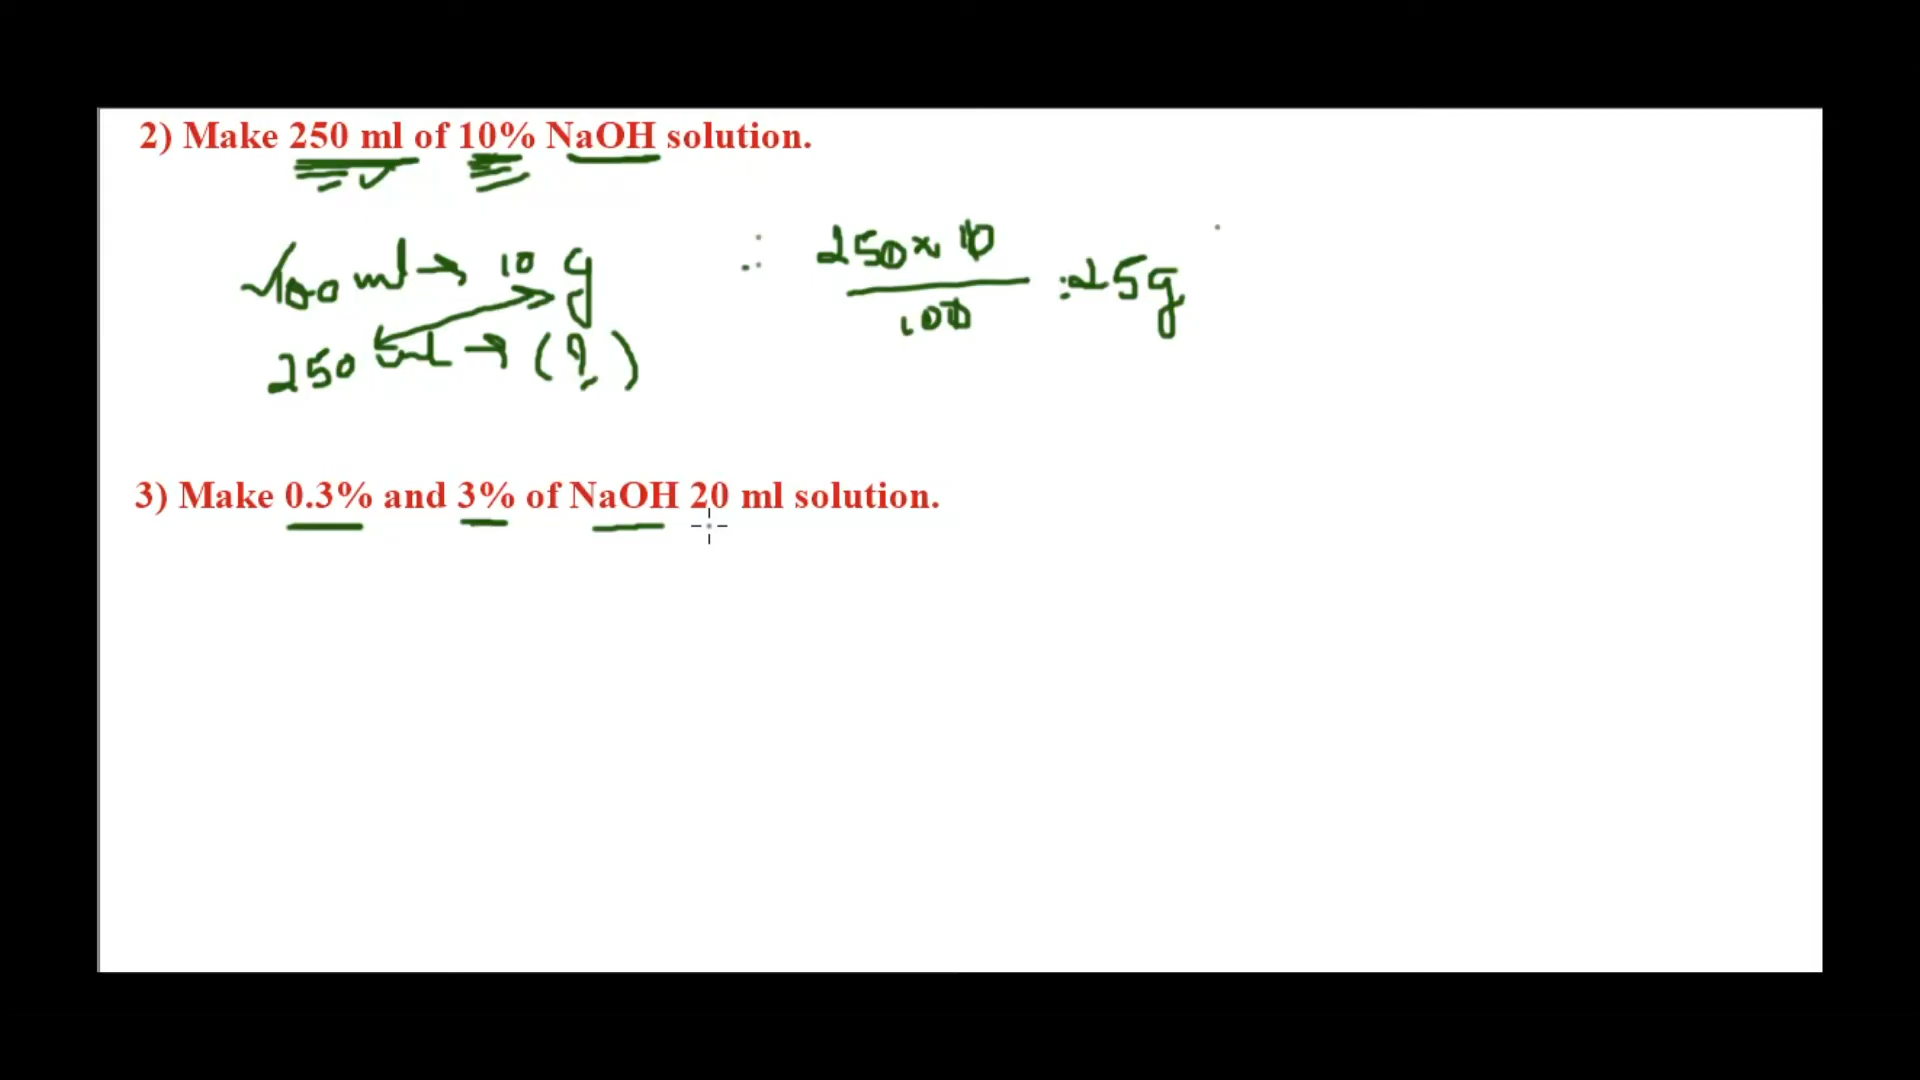 2) Make 250 ml of 10% NaOH solution.
100 ml → 10 g
250 ml → (?)
∴ 250 × 10
100
= 25g
3) Make 0.3% and 3% of NaOH 20 ml solution.